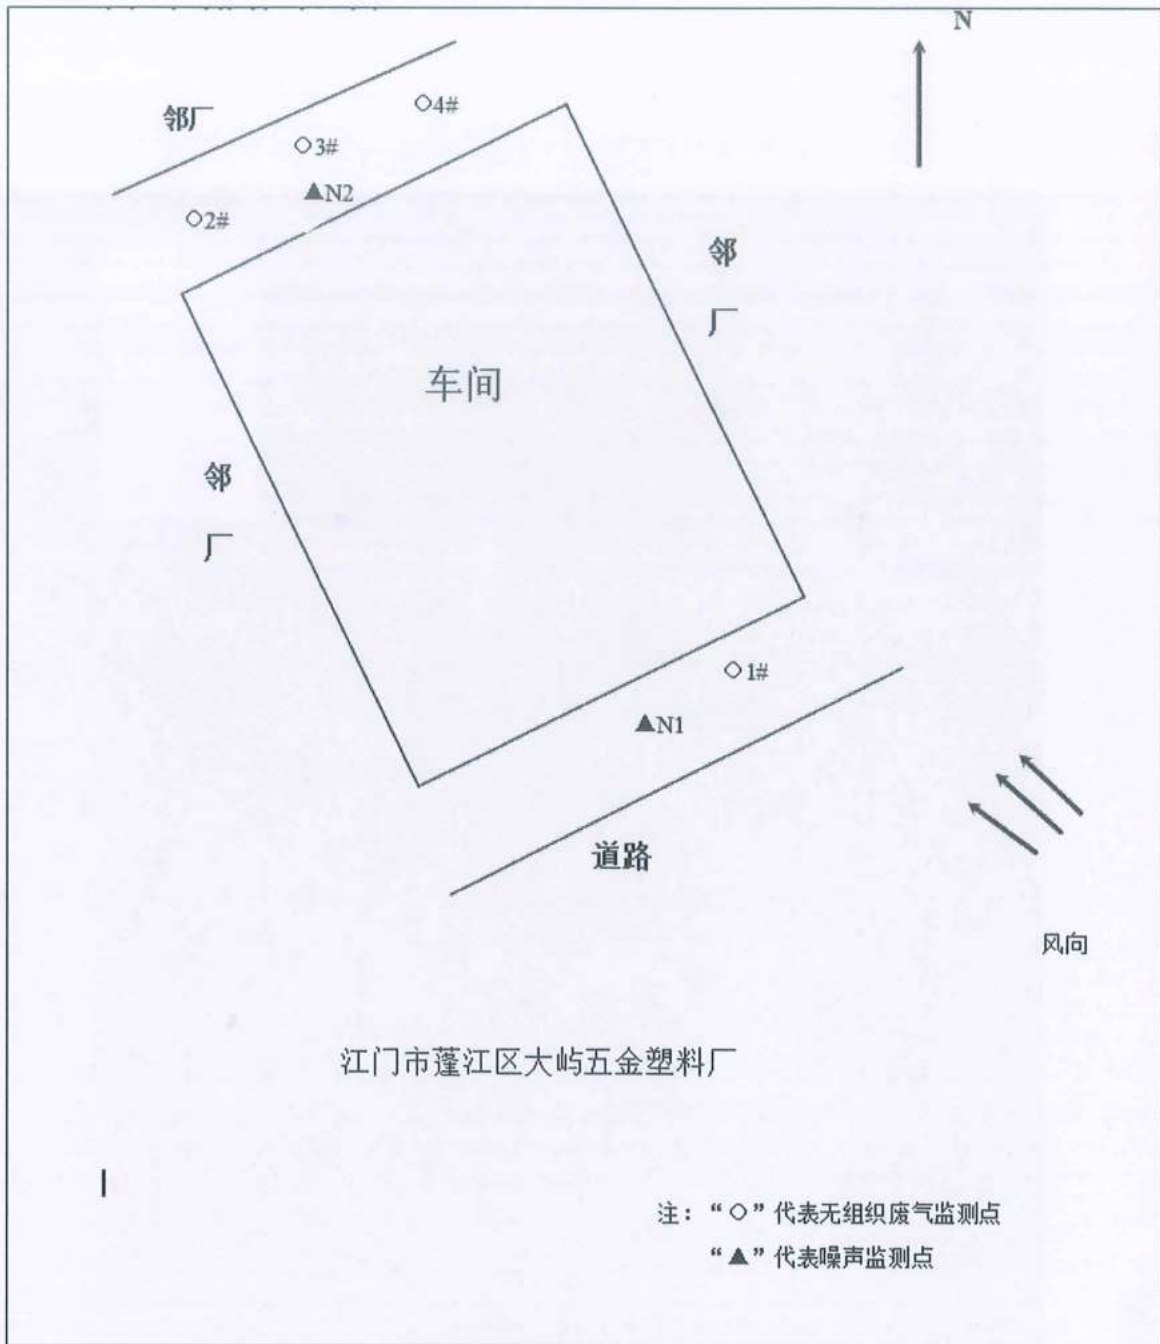 N
邻厂
4#
3#
N2
2#
邻
厂
车间
邻
厂
1#
N1
道路
风向
江门市蓬江区大屿五金塑料厂
注：“○”代表无组织废气监测点
“▲”代表噪声监测点